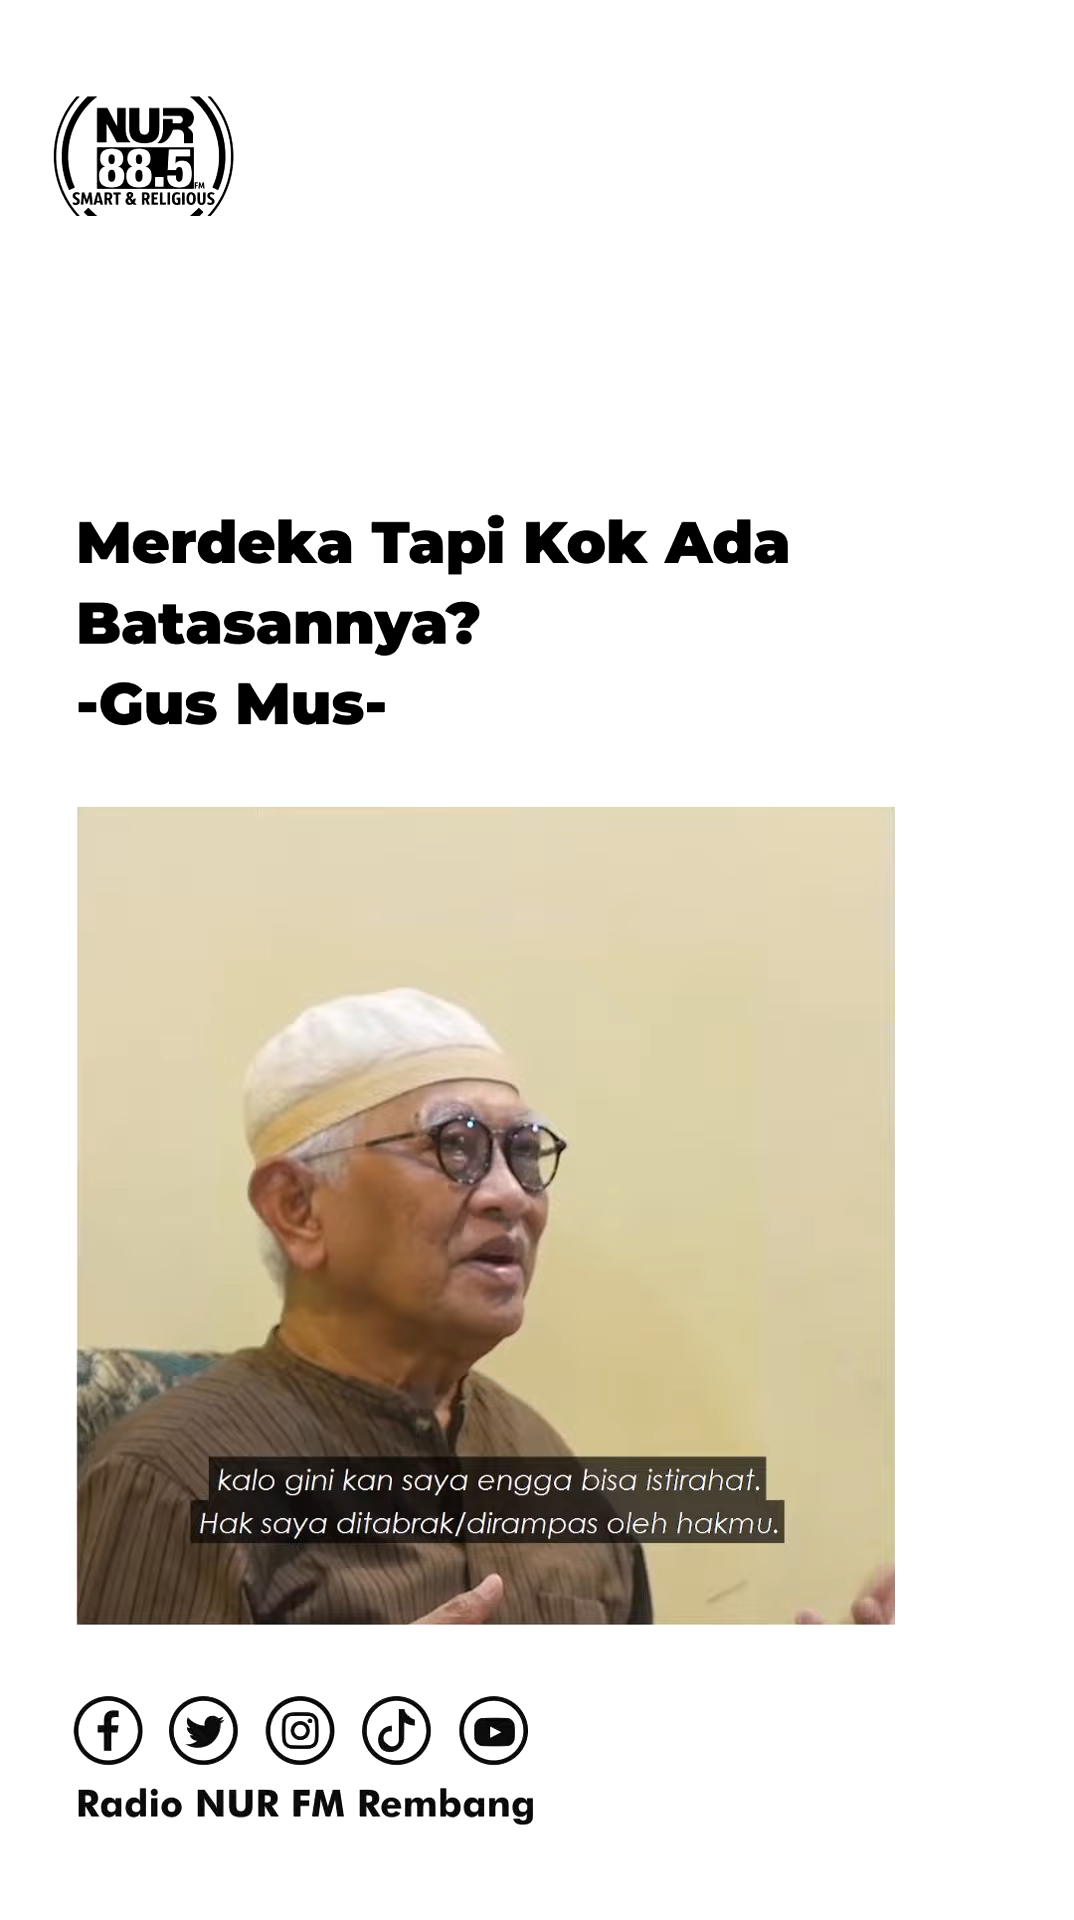 NUR
88.5
FM
SMART & RELIGIOUS
Merdeka Tapi Kok Ada
Batasannya?
-Gus Mus-
kalo gini kan saya engga bisa istirahat.
Hak saya ditabrak/dirampas oleh hakmu.
Radio NUR FM Rembang